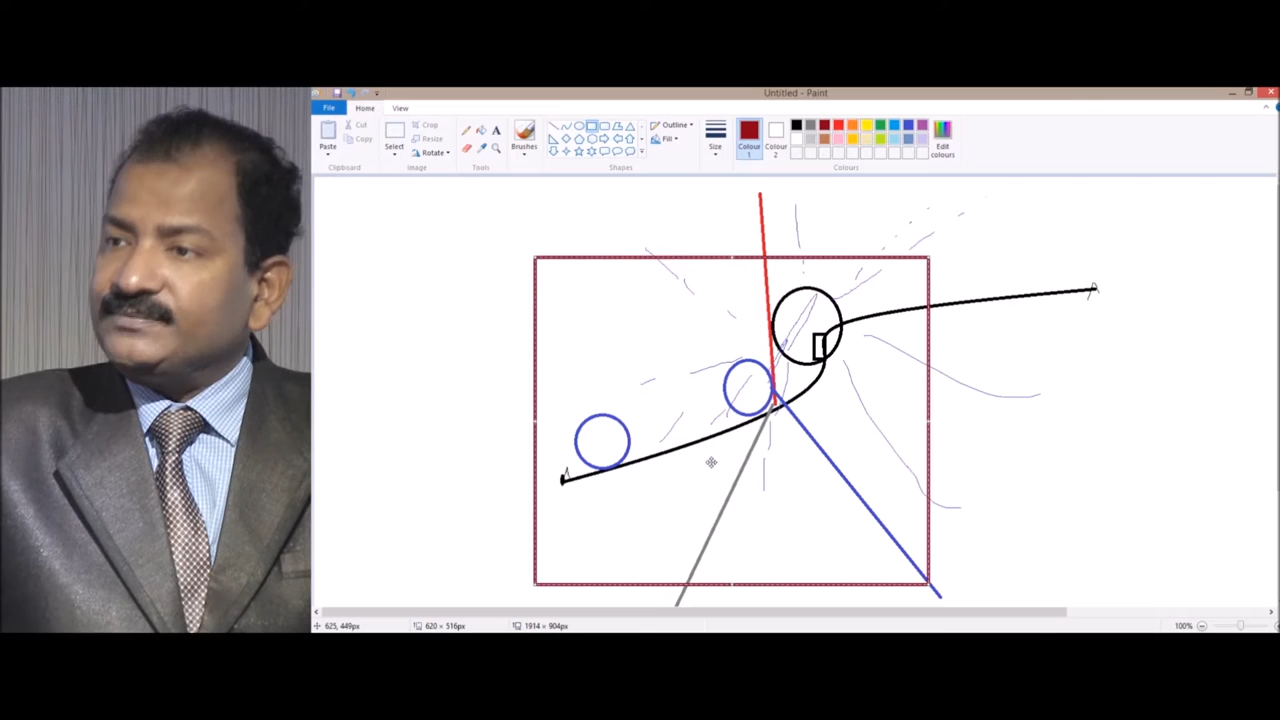 Untitled - Paint
File Home View
Paste
Cut
Copy
Clipboard
Select
Crop
Resize
Rotate
Image
Tools
Brushes
Shapes
Outline
Fill
Size
Colour
1
Colour
2
Edit
colours
Colours
A
A
625, 449px
620 × 516px
1914 × 904px
100%